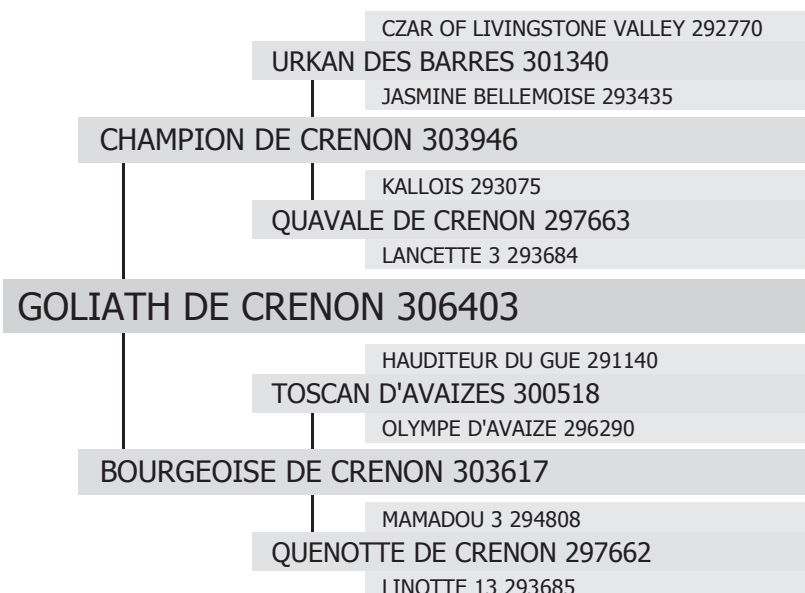 CZAR OF LIVINGSTONE VALLEY 292770
URKAN DES BARRES 301340
JASMINE BELLEMOISE 293435
CHAMPION DE CRENON 303946
KALLOIS 293075
QUAVALE DE CRENON 297663
LANCETTE 3 293684
GOLIATH DE CRENON 306403
HAUDITEUR DU GUE 291140
TOSCAN D'AVAIZES 300518
OLYMPE D'AVAIZE 296290
BOURGEOISE DE CRENON 303617
MAMADOU 3 294808
QUENOTTE DE CRENON 297662
LINOTTE 13 293685